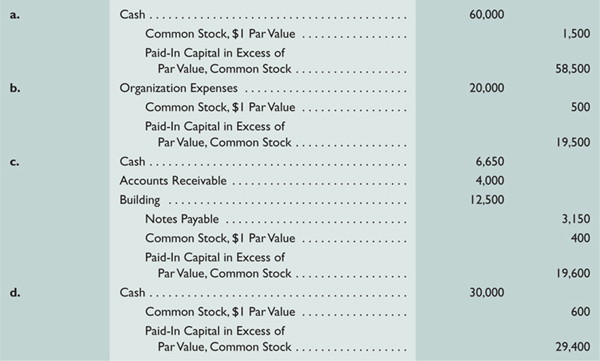 a. Cash ........................................ 60,000
Common Stock, $1 Par Value ................. 1,500
Paid-In Capital in Excess of
Par Value, Common Stock .................. 58,500
b. Organization Expenses ......................... 20,000
Common Stock, $1 Par Value ................. 500
Paid-In Capital in Excess of
Par Value, Common Stock .................. 19,500
c. Cash ........................................ 6,650
Accounts Receivable ........................... 4,000
Building ..................................... 12,500
Notes Payable ............................. 3,150
Common Stock, $1 Par Value ................. 400
Paid-In Capital in Excess of
Par Value, Common Stock .................. 19,600
d. Cash ........................................ 30,000
Common Stock, $1 Par Value ................. 600
Paid-In Capital in Excess of
Par Value, Common Stock .................. 29,400